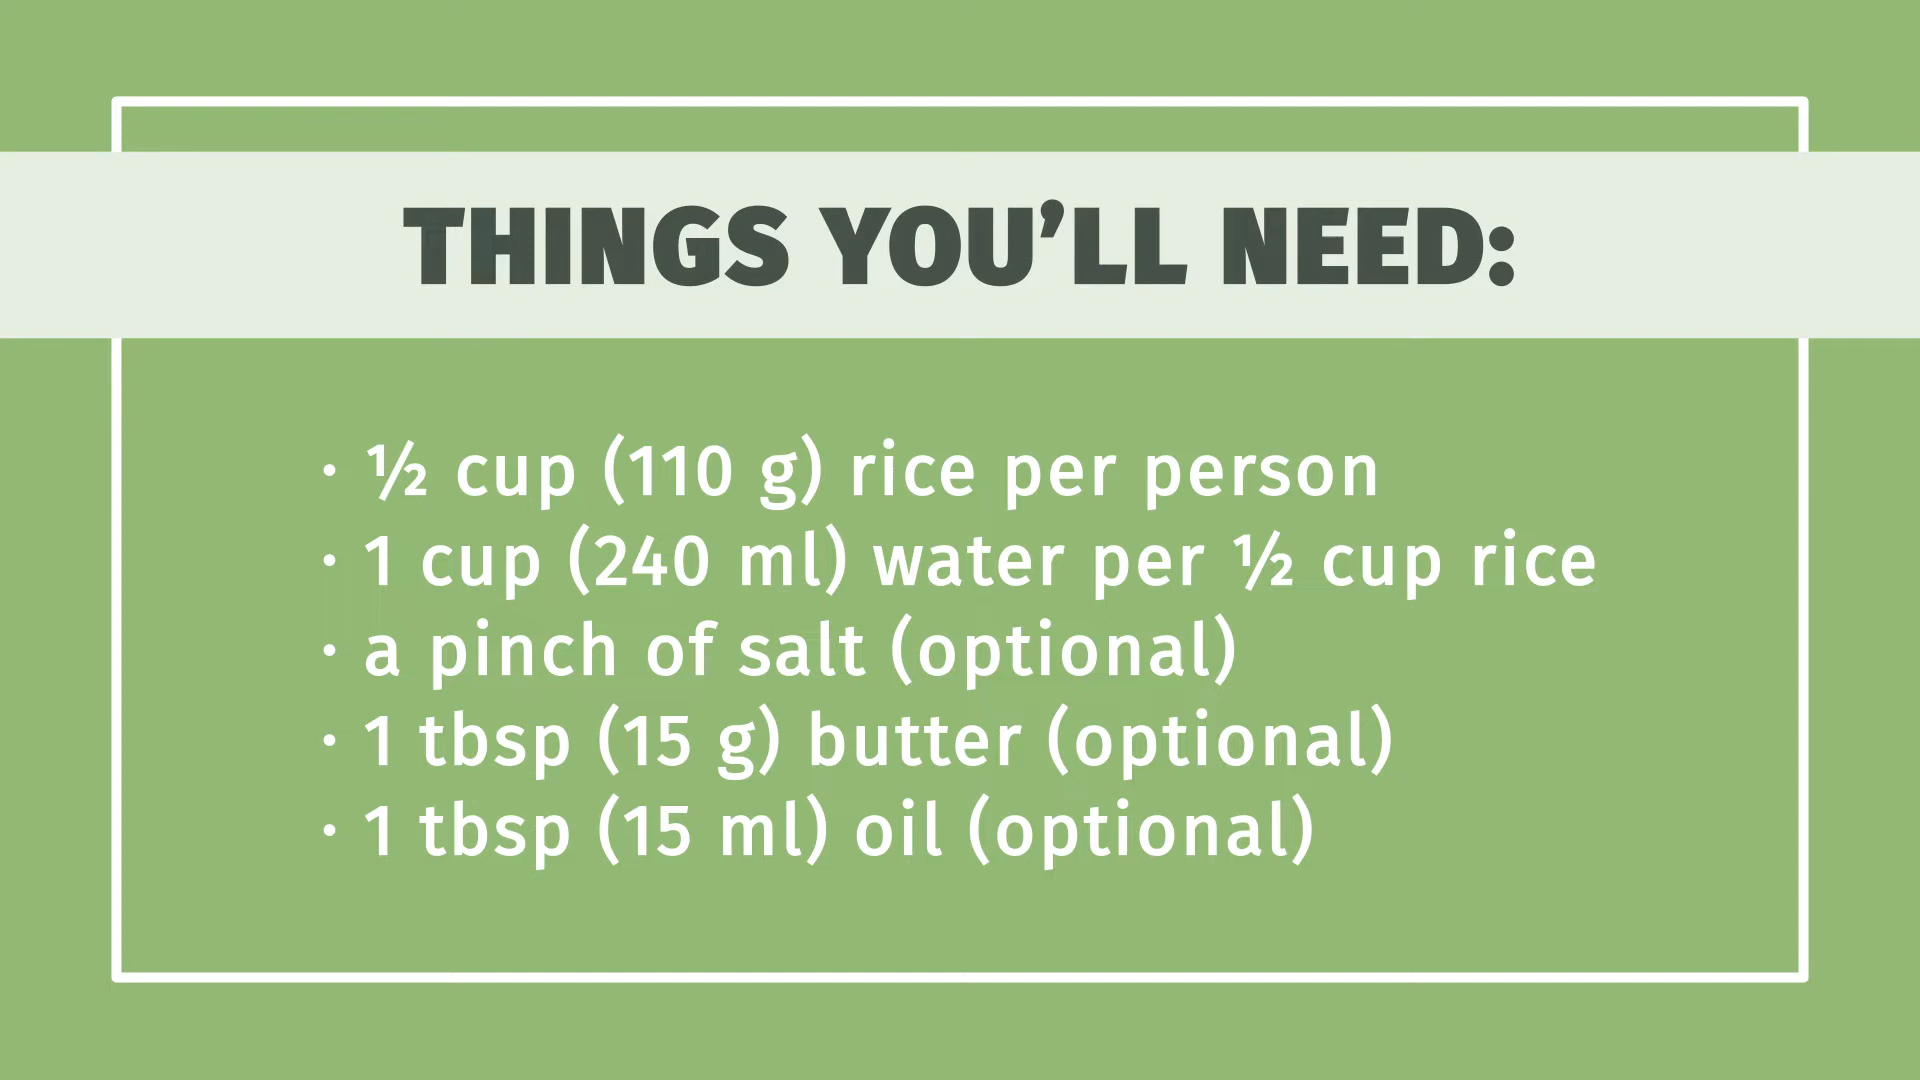 THINGS YOU’LL NEED:
· ½ cup (110 g) rice per person
· 1 cup (240 ml) water per ½ cup rice
· a pinch of salt (optional)
· 1 tbsp (15 g) butter (optional)
· 1 tbsp (15 ml) oil (optional)